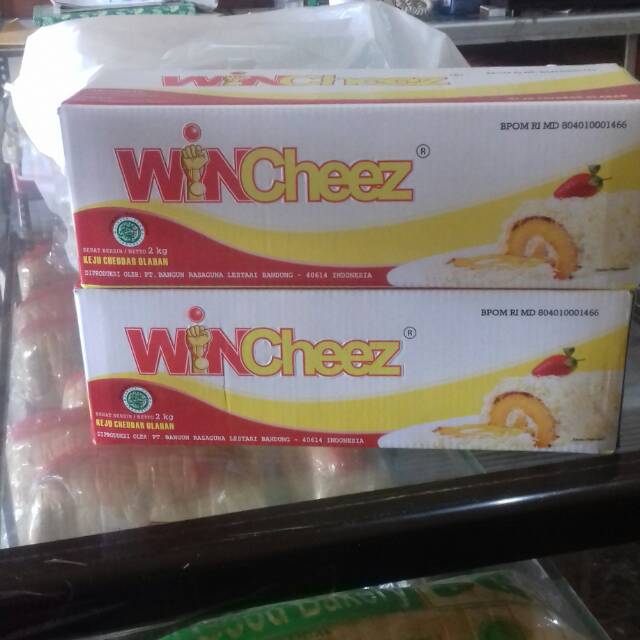 WINCheez
WINCheez ®
BPOM RI MD 804010001466
BERAT BERSIH / NETTO 2 kg
KEJU CHEDDAR OLAHAN
DIPRODUKSI OLEH: PT. BANGUN RASAGUNA LESTARI BANDUNG - 40614 INDONESIA
WINCheez ®
BPOM RI MD 804010001466
BERAT BERSIH / NETTO 2 kg
KEJU CHEDDAR OLAHAN
DIPRODUKSI OLEH: PT. BANGUN RASAGUNA LESTARI BANDUNG - 40614 INDONESIA
Bakery